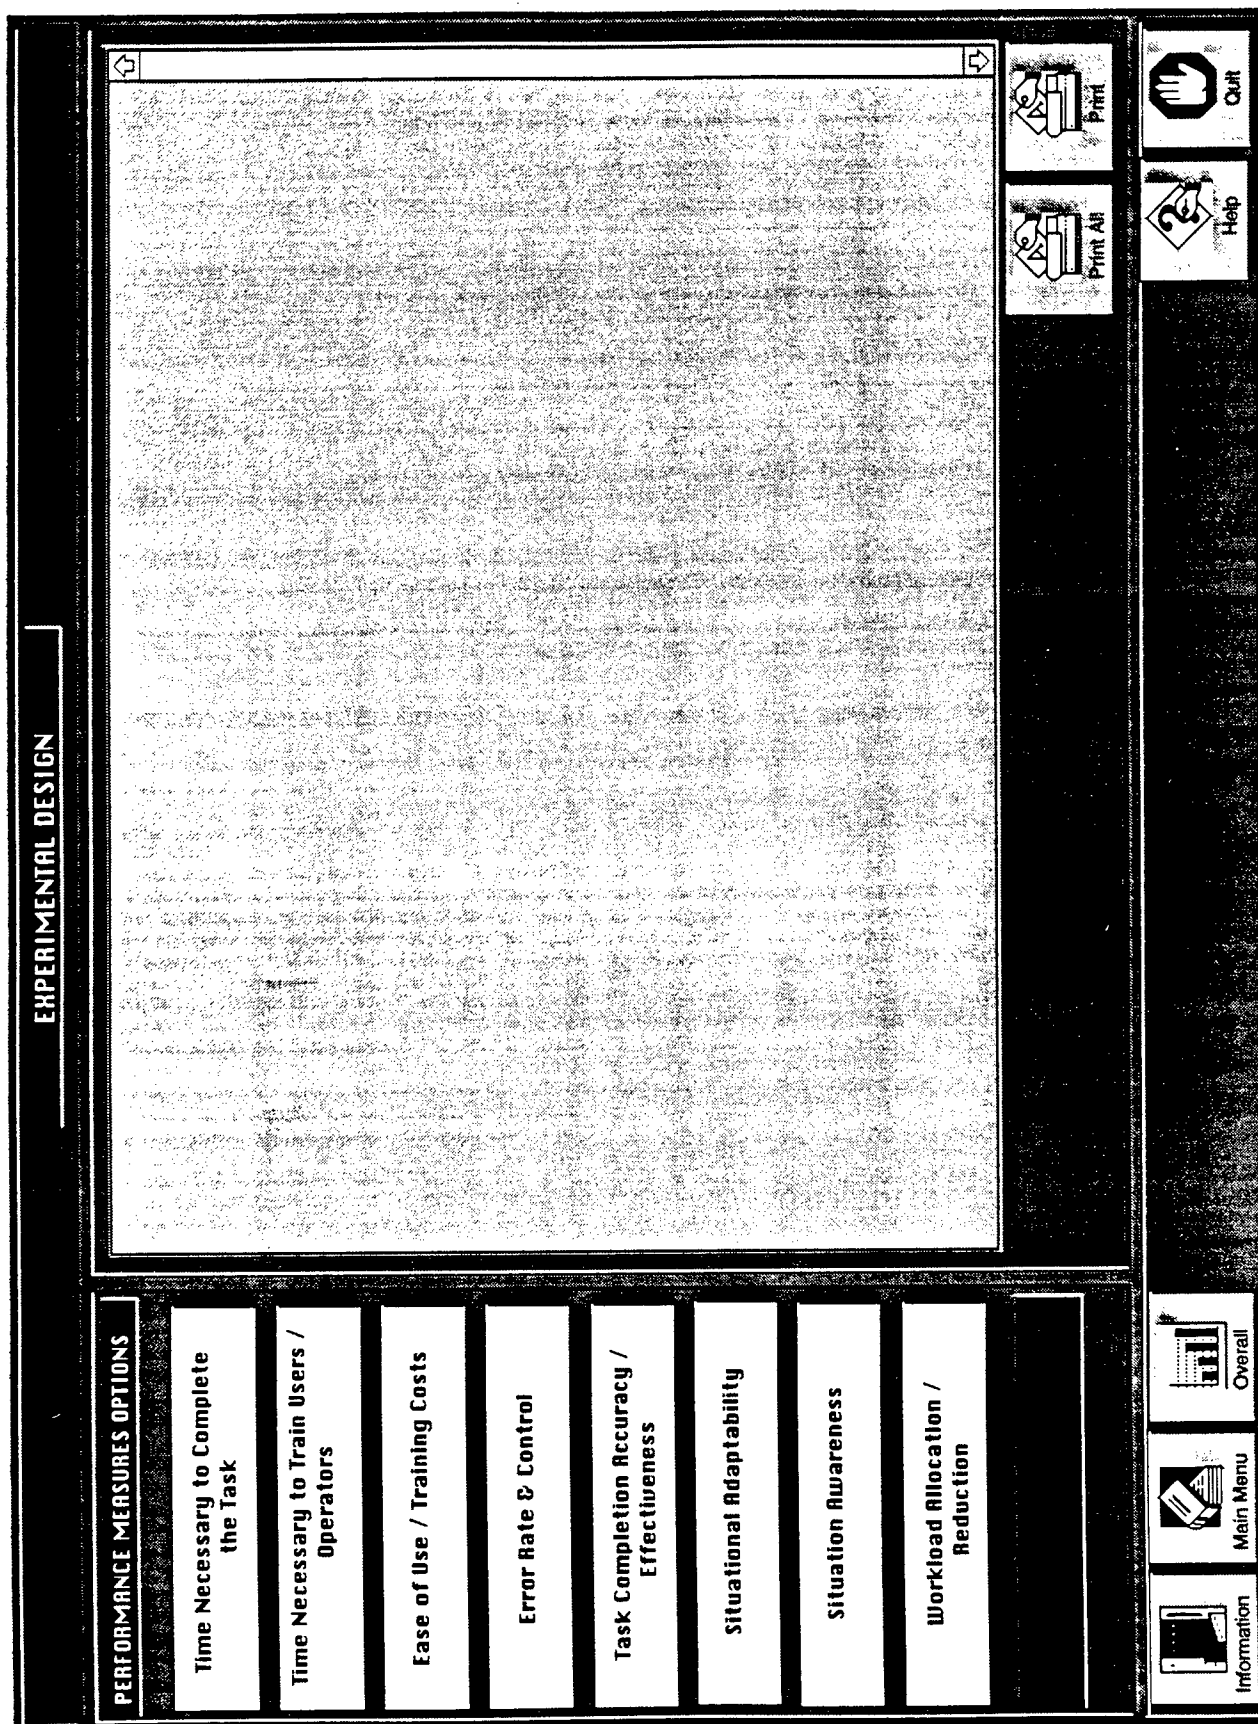 EXPERIMENTAL DESIGN
PERFORMANCE MEASURES OPTIONS
Time Necessary to Complete
the Task
Time Necessary to Train Users /
Operators
Ease of Use / Training Costs
Error Rate & Control
Task Completion Accuracy /
Effectiveness
Situational Adaptability
Situation Awareness
Workload Allocation /
Reduction
Print All
Print
Information
Main Menu
Overall
?
Help
Quit